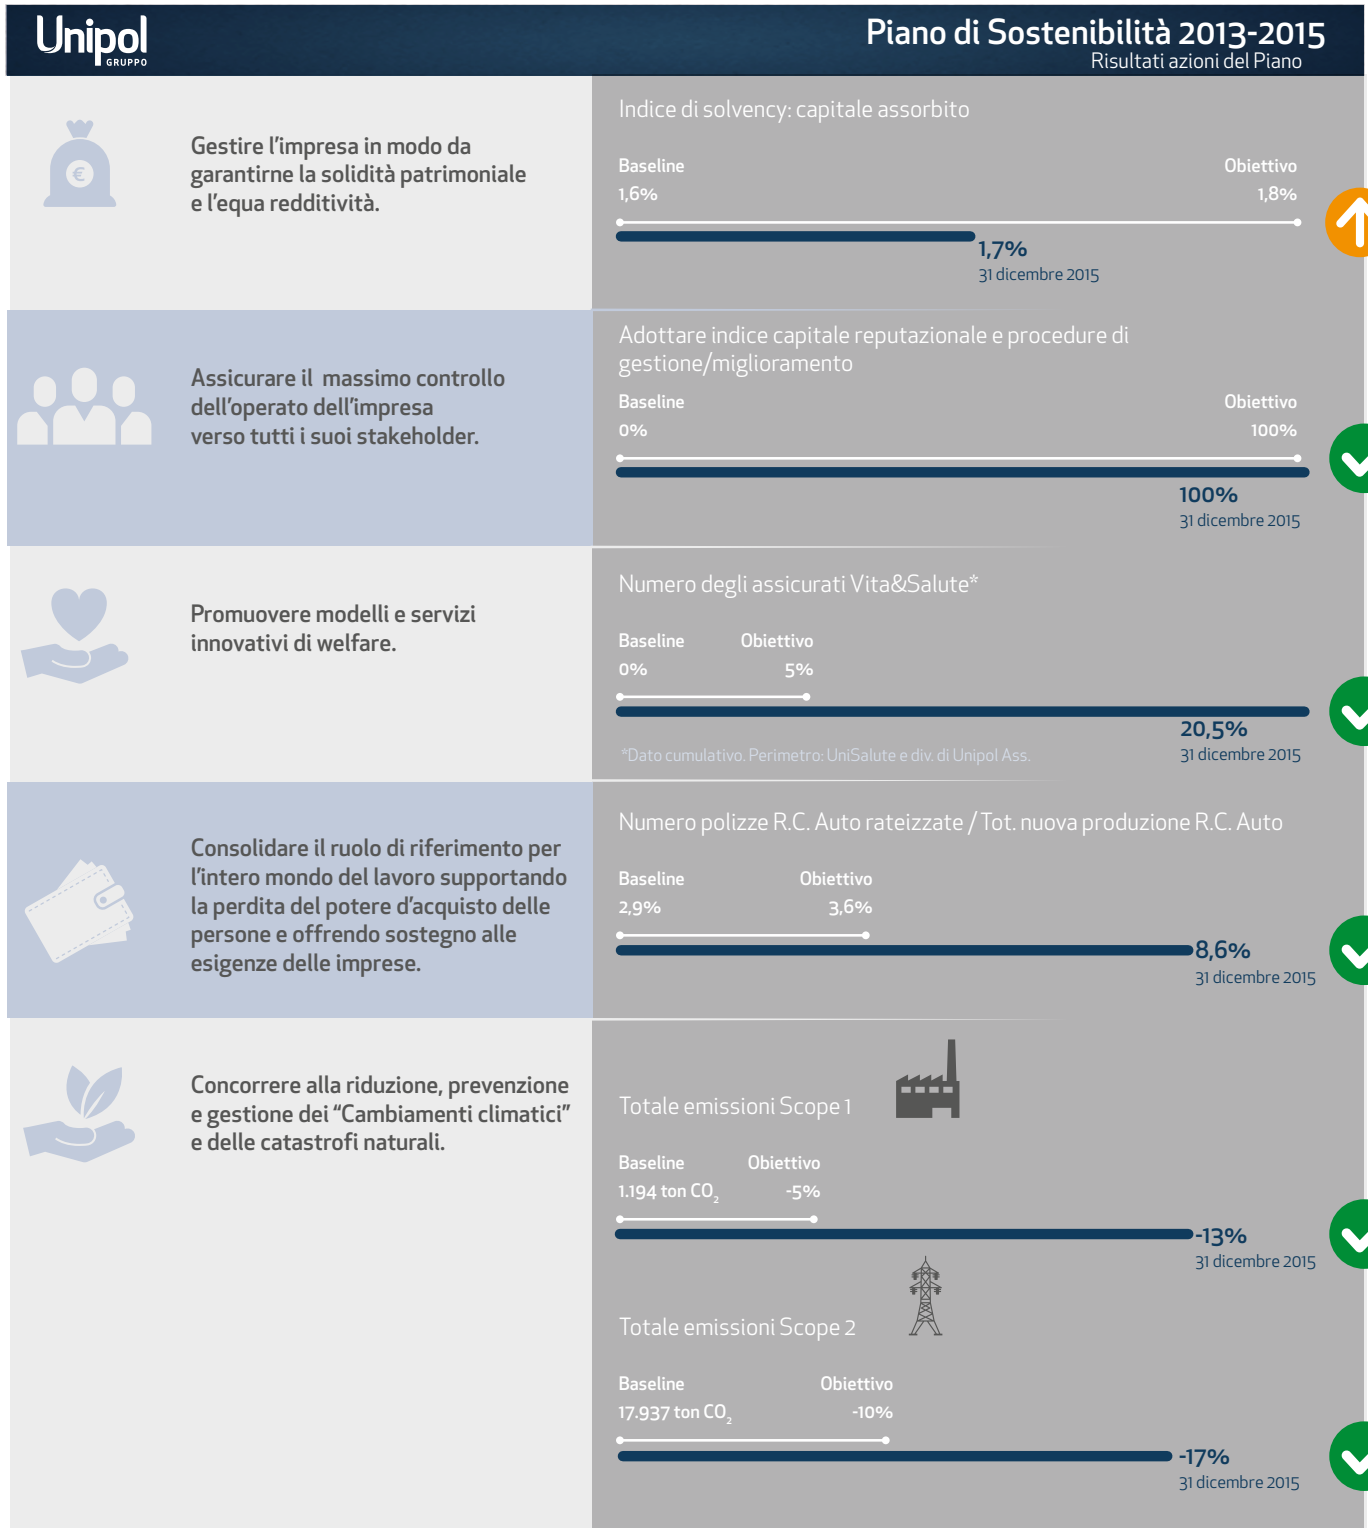 Unipol
GRUPPO
Piano di Sostenibilità 2013-2015
Risultati azioni del Piano
€
Gestire l'impresa in modo da
garantirne la solidità patrimoniale
e l'equa redditività.
Indice di solvency: capitale assorbito
Baseline Obiettivo
1,6% 1,8%
1,7%
31 dicembre 2015
Assicurare il massimo controllo
dell'operato dell'impresa
verso tutti i suoi stakeholder.
Adottare indice capitale reputazionale e procedure di
gestione/miglioramento
Baseline Obiettivo
0% 100%
100%
31 dicembre 2015
Promuovere modelli e servizi
innovativi di welfare.
Numero degli assicurati Vita&Salute*
Baseline Obiettivo
0% 5%
20,5%
31 dicembre 2015
*Dato cumulativo. Perimetro: UniSalute e div. di Unipol Ass.
Consolidare il ruolo di riferimento per
l'intero mondo del lavoro supportando
la perdita del potere d'acquisto delle
persone e offrendo sostegno alle
esigenze delle imprese.
Numero polizze R.C. Auto rateizzate / Tot. nuova produzione R.C. Auto
Baseline Obiettivo
2,9% 3,6%
8,6%
31 dicembre 2015
Concorrere alla riduzione, prevenzione
e gestione dei “Cambiamenti climatici”
e delle catastrofi naturali.
Totale emissioni Scope 1
Baseline Obiettivo
1.194 ton CO₂ -5%
-13%
31 dicembre 2015
Totale emissioni Scope 2
Baseline Obiettivo
17.937 ton CO₂ -10%
-17%
31 dicembre 2015